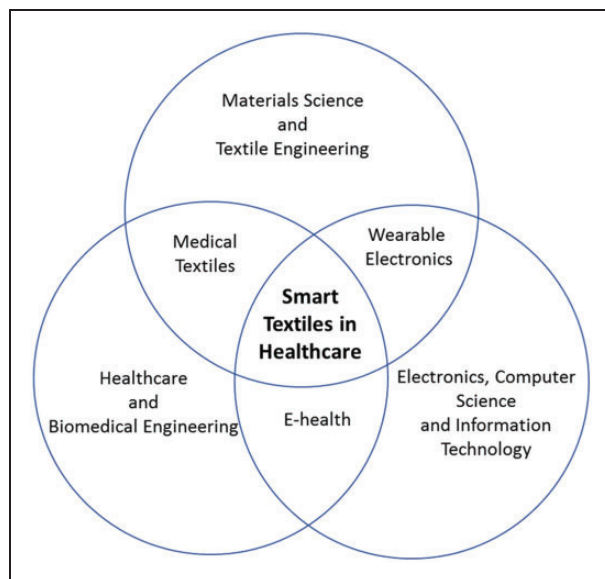 Materials Science
and
Textile Engineering
Medical
Textiles
Wearable
Electronics
Smart
Textiles in
Healthcare
Healthcare
and
Biomedical Engineering
E-health
Electronics, Computer
Science
and Information
Technology